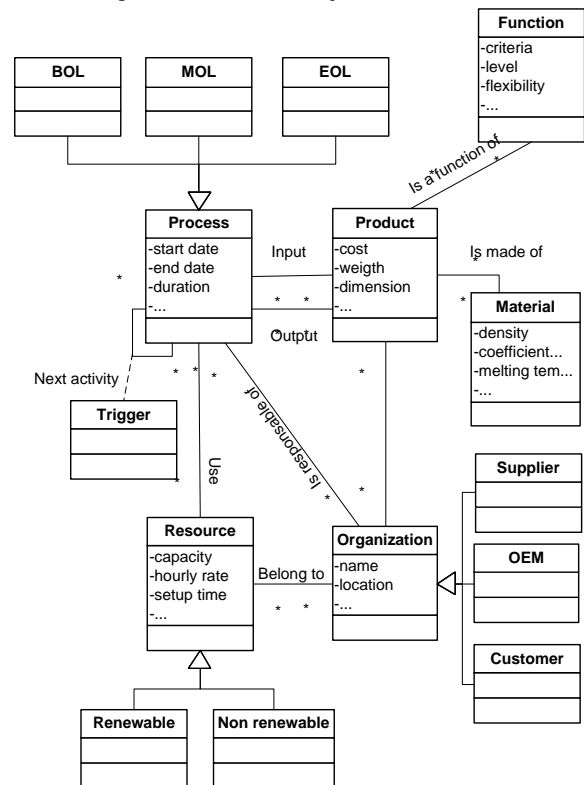 Function
-criteria
-level
-flexibility
-...
BOL
MOL
EOL
Is a function of
*
*
Process
-start date
-end date
-duration
-...
Product
-cost
-weigth
-dimension
-...
Input
*
*
Output
*
*
Is made of
*
*
Material
-density
-coefficient...
-melting tem...
-...
*
Next activity
*
Trigger
*
*
Use
*
Is responsable of
*
*
*
Resource
-capacity
-hourly rate
-setup time
-...
Belong to
*
*
Organization
-name
-location
-...
Supplier
OEM
Customer
Renewable
Non renewable